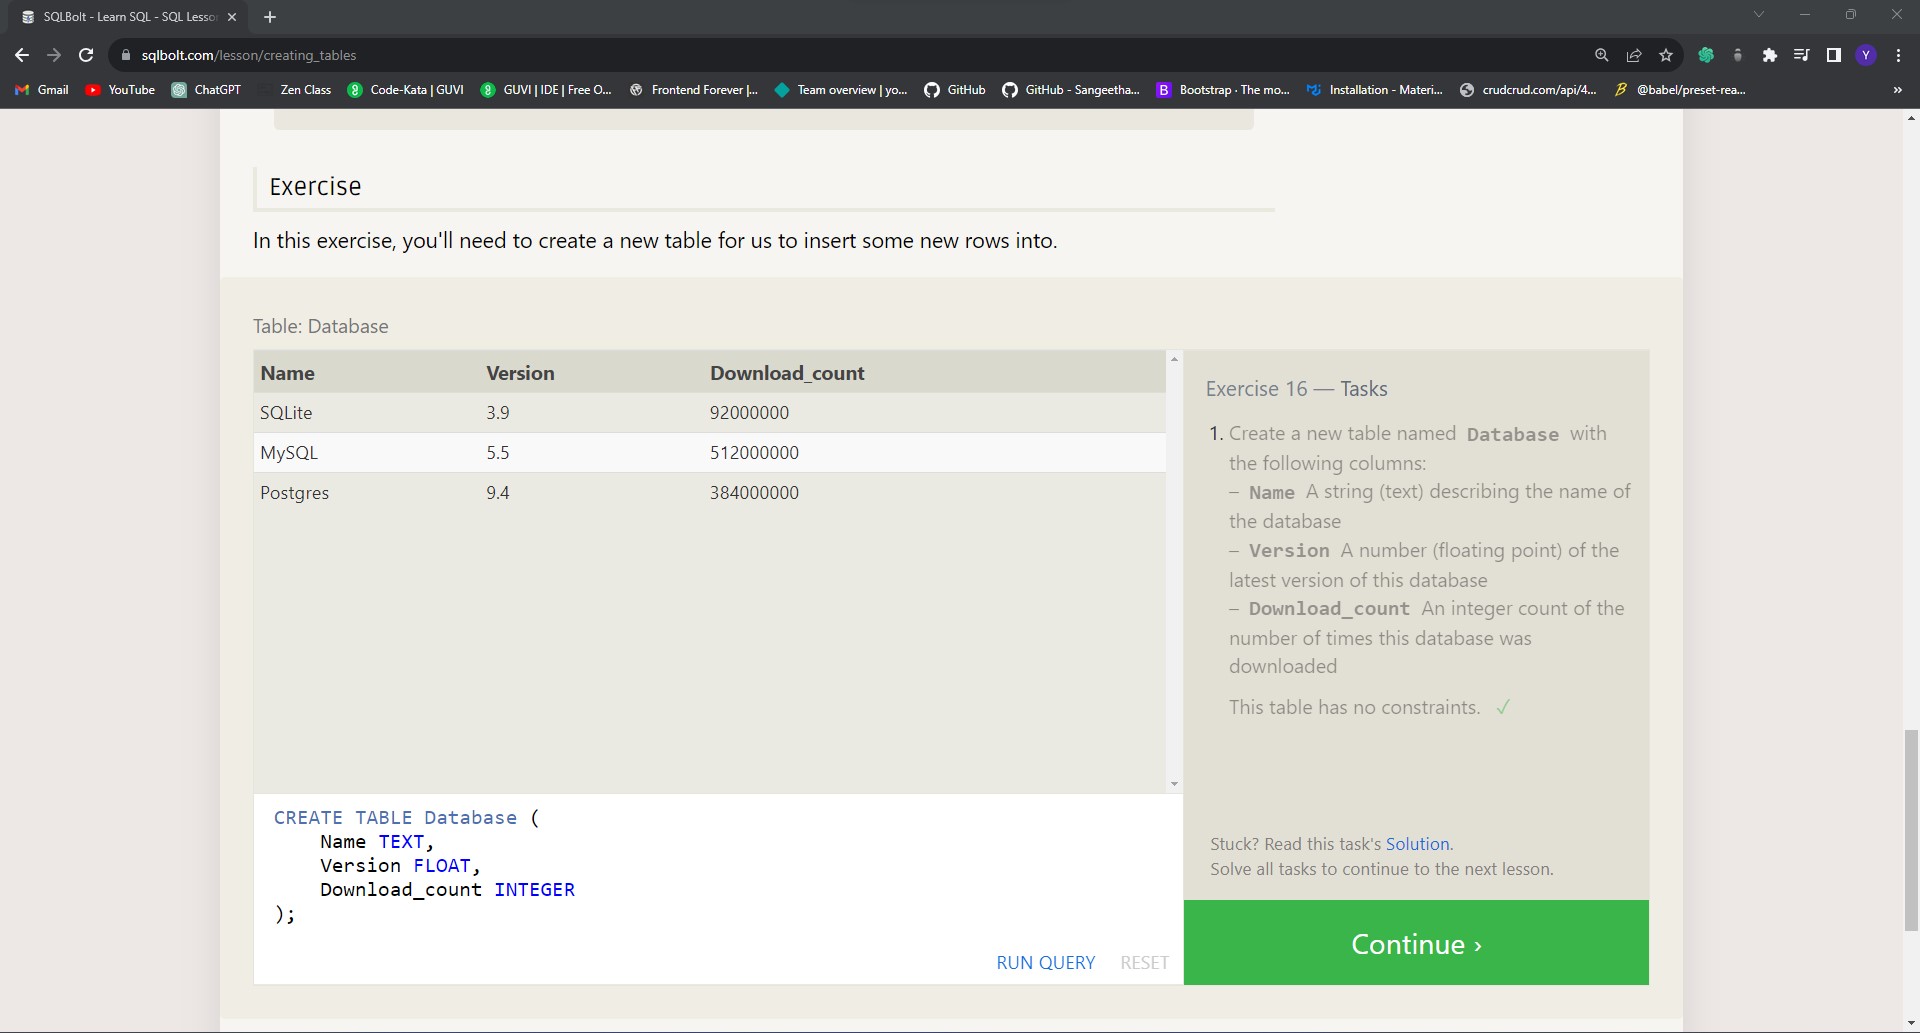 SQLBolt - Learn SQL - SQL Lesso
sqlbolt.com/lesson/creating_tables
Y
Gmail YouTube ChatGPT Zen Class Code-Kata | GUVI GUVI | IDE | Free O... Frontend Forever |... Team overview | yo... GitHub GitHub - Sangeetha... B Bootstrap · The mo... Installation - Materi... crudcrud.com/api/4... @babel/preset-rea... »
Exercise
In this exercise, you'll need to create a new table for us to insert some new rows into.
Table: Database
Name Version Download_count
SQLite 3.9 92000000
MySQL 5.5 512000000
Postgres 9.4 384000000
CREATE TABLE Database (
Name TEXT,
Version FLOAT,
Download_count INTEGER
);
RUN QUERY RESET
Exercise 16 — Tasks
1. Create a new table named Database with
the following columns:
– Name A string (text) describing the name of
the database
– Version A number (floating point) of the
latest version of this database
– Download_count An integer count of the
number of times this database was
downloaded
This table has no constraints. ✓
Stuck? Read this task's Solution.
Solve all tasks to continue to the next lesson.
Continue ›